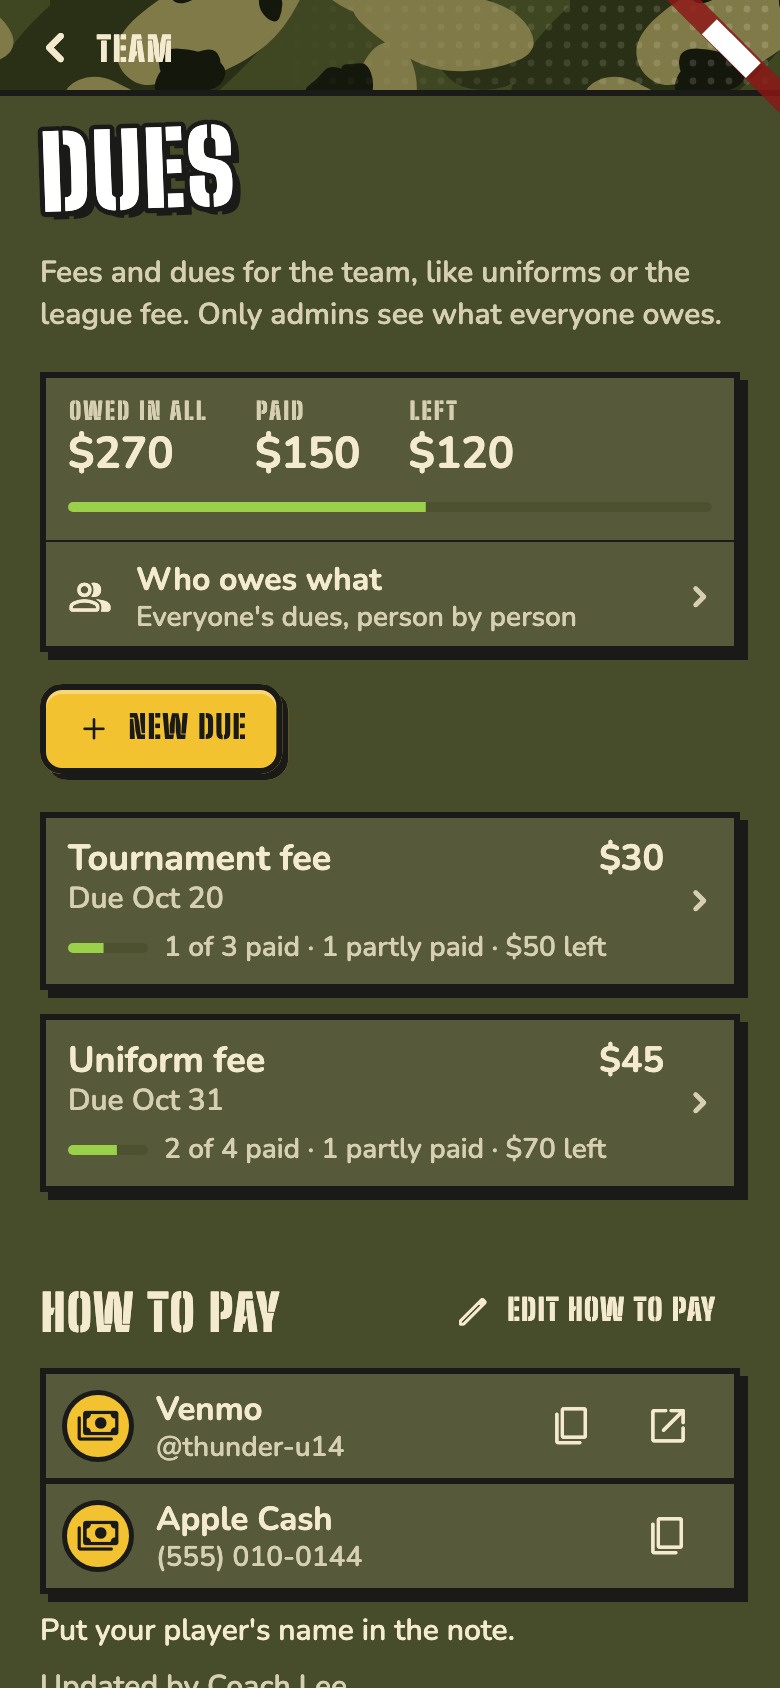 TEAM
DUES
Fees and dues for the team, like uniforms or the
league fee. Only admins see what everyone owes.
OWED IN ALL PAID LEFT
$270 $150 $120
Who owes what
Everyone's dues, person by person
+ NEW DUE
Tournament fee $30
Due Oct 20
1 of 3 paid · 1 partly paid · $50 left
Uniform fee $45
Due Oct 31
2 of 4 paid · 1 partly paid · $70 left
HOW TO PAY EDIT HOW TO PAY
Venmo
@thunder-u14
Apple Cash
(555) 010-0144
Put your player's name in the note.
Updated by Coach Lee